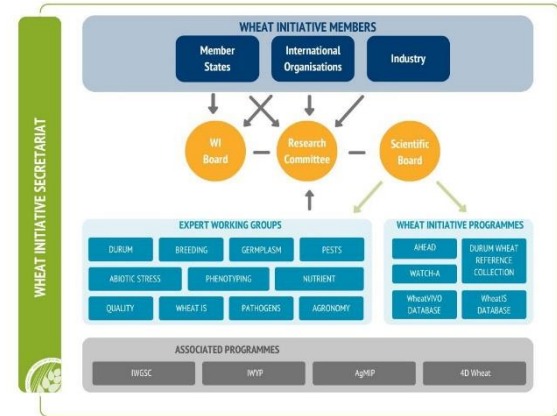 WHEAT INITIATIVE SECRETARIAT
WHEAT INITIATIVE MEMBERS
Member
States
International
Organisations
Industry
WI
Board
Research
Committee
Scientific
Board
EXPERT WORKING GROUPS
DURUM
BREEDING
GERMPLASM
PESTS
ABIOTIC STRESS
PHENOTYPING
NUTRIENT
QUALITY
WHEAT IS
PATHOGENS
AGRONOMY
WHEAT INITIATIVE PROGRAMMES
AHEAD
DURUM WHEAT
REFERENCE
COLLECTION
WATCH-A
WheatVIVO
DATABASE
WheatIS
DATABASE
ASSOCIATED PROGRAMMES
IWGSC
IWYP
AgMIP
4D Wheat